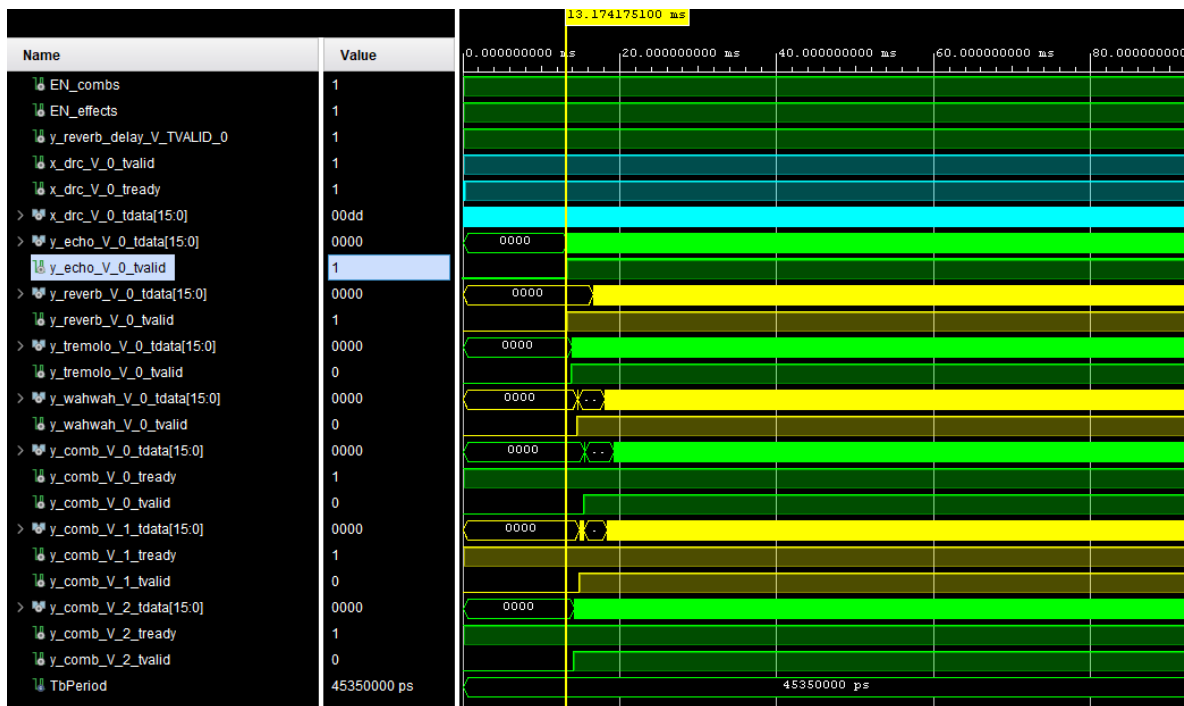 13.174175100 ms
Name Value 0.000000000 ms 20.000000000 ms 40.000000000 ms 60.000000000 ms 80.000000000
EN_combs 1
EN_effects 1
y_reverb_delay_V_TVALID_0 1
x_drc_V_0_tvalid 1
x_drc_V_0_tready 1
x_drc_V_0_tdata[15:0] 00dd
y_echo_V_0_tdata[15:0] 0000 0000
y_echo_V_0_tvalid 1
y_reverb_V_0_tdata[15:0] 0000 0000
y_reverb_V_0_tvalid 1
y_tremolo_V_0_tdata[15:0] 0000 0000
y_tremolo_V_0_tvalid 0
y_wahwah_V_0_tdata[15:0] 0000 0000 ..
y_wahwah_V_0_tvalid 0
y_comb_V_0_tdata[15:0] 0000 0000 ..
y_comb_V_0_tready 1
y_comb_V_0_tvalid 0
y_comb_V_1_tdata[15:0] 0000 0000 .
y_comb_V_1_tready 1
y_comb_V_1_tvalid 0
y_comb_V_2_tdata[15:0] 0000 0000
y_comb_V_2_tready 1
y_comb_V_2_tvalid 0
TbPeriod 45350000 ps 45350000 ps